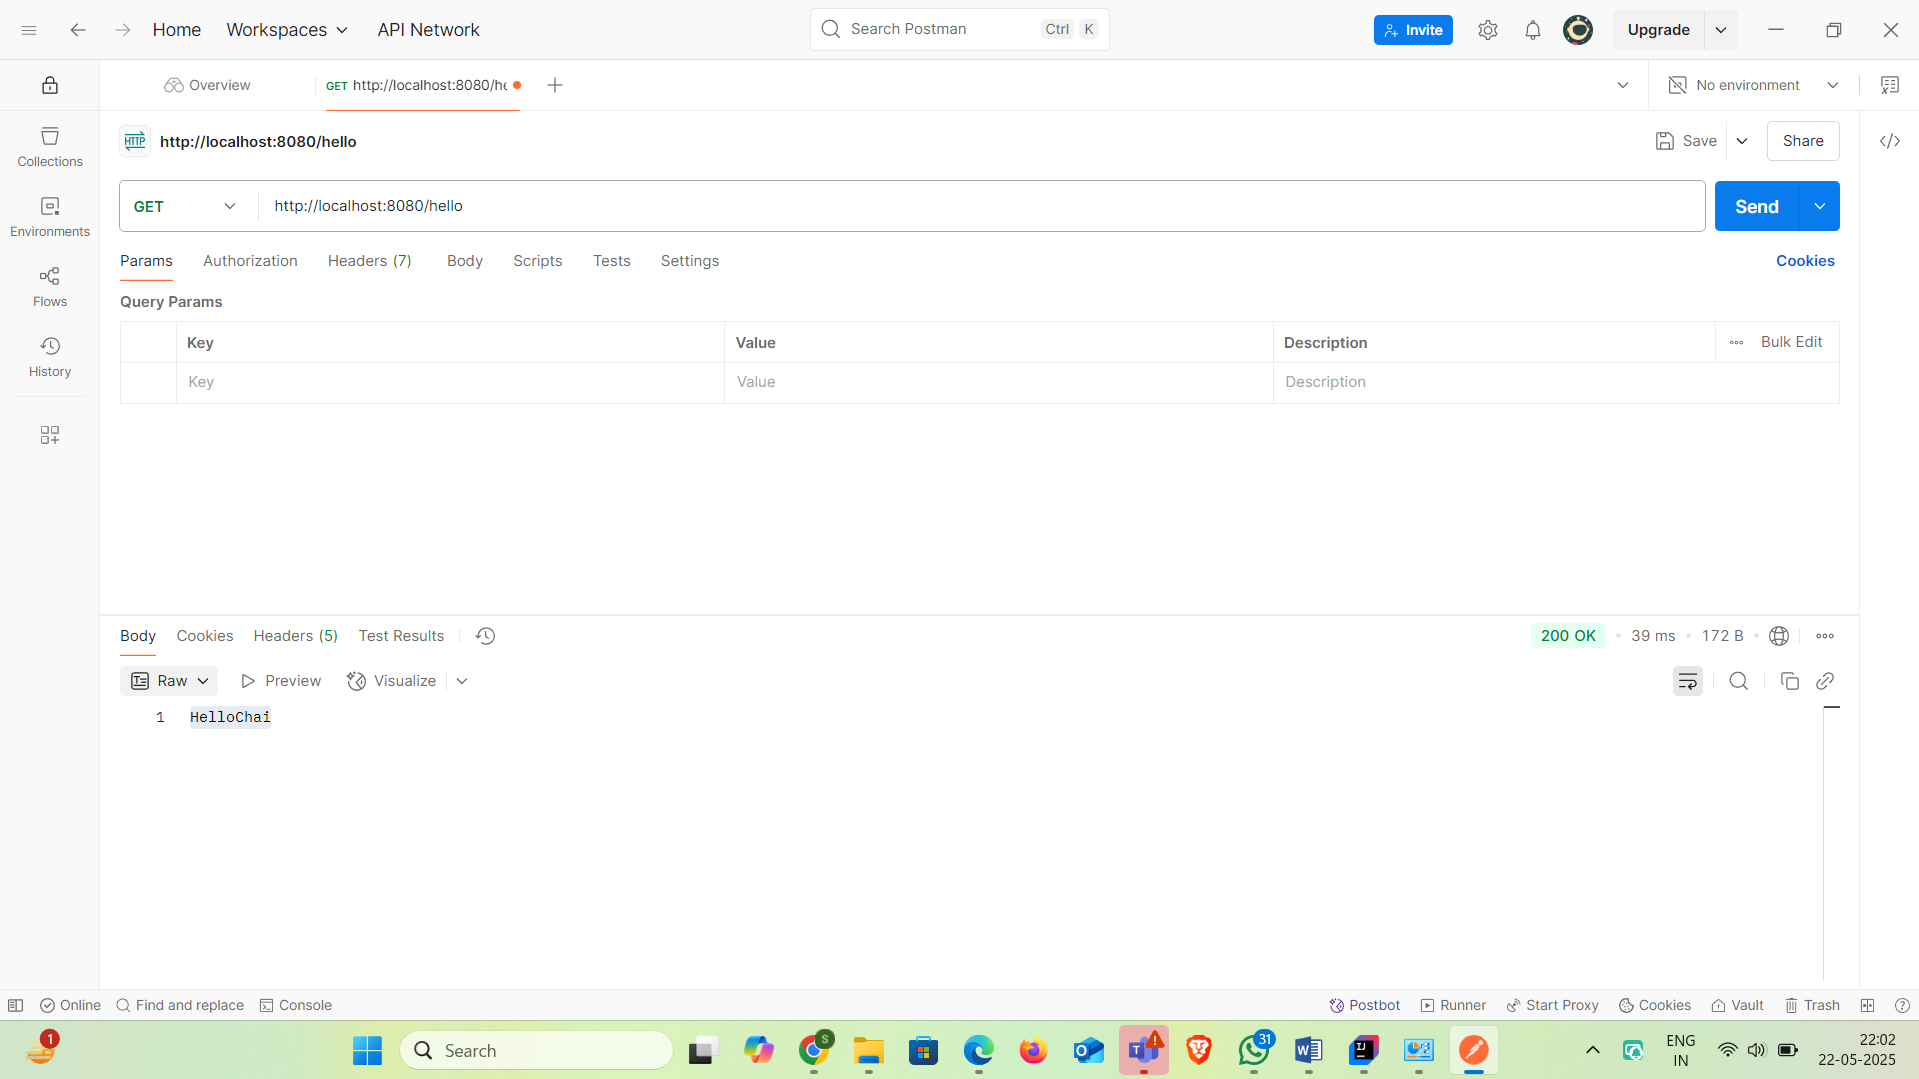 Home Workspaces API Network Search Postman Ctrl K Invite Upgrade
Overview GET http://localhost:8080/he No environment
HTTP http://localhost:8080/hello Save Share
Collections
GET http://localhost:8080/hello Send
Environments
Params Authorization Headers (7) Body Scripts Tests Settings Cookies
Flows
Query Params
Key Value Description Bulk Edit
History
Key Value Description
Body Cookies Headers (5) Test Results 200 OK 39 ms 172 B
Raw Preview Visualize
1 HelloChai
Online Find and replace Console Postbot Runner Start Proxy Cookies Vault Trash
1 Search S 31 ENG 22:02
IN 22-05-2025